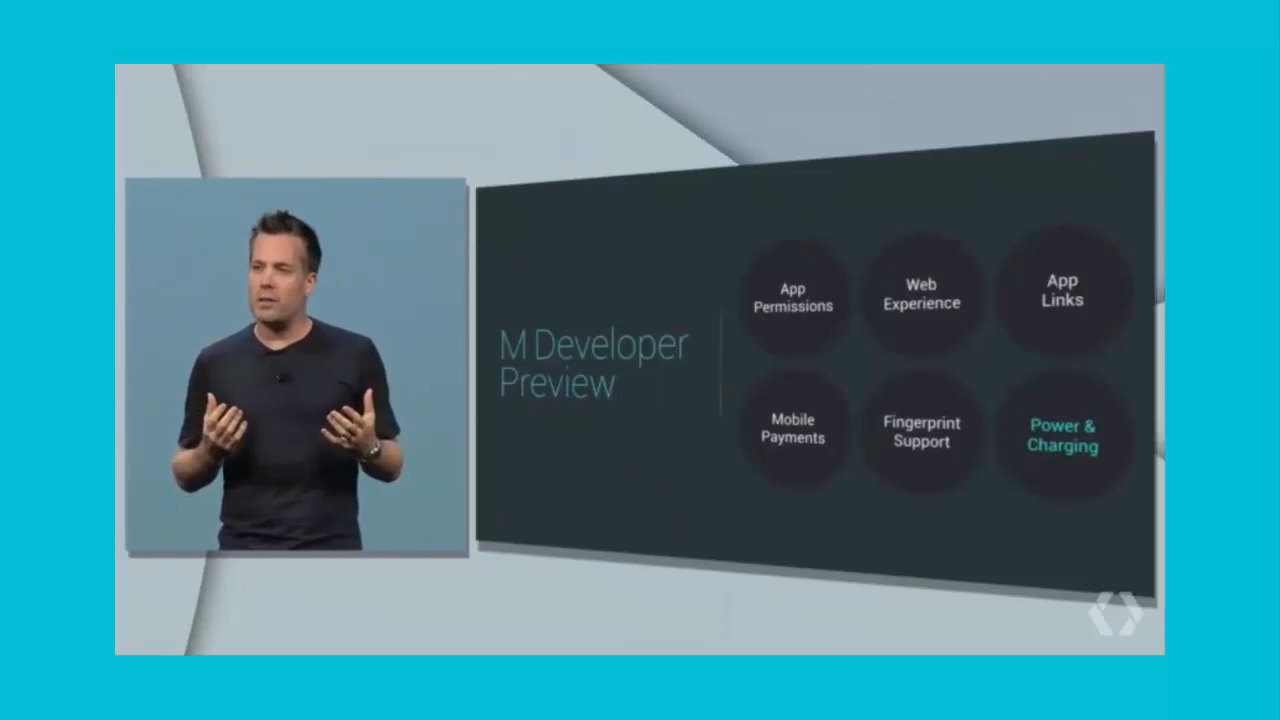 M Developer
Preview
App
Permissions
Web
Experience
App
Links
Mobile
Payments
Fingerprint
Support
Power &
Charging